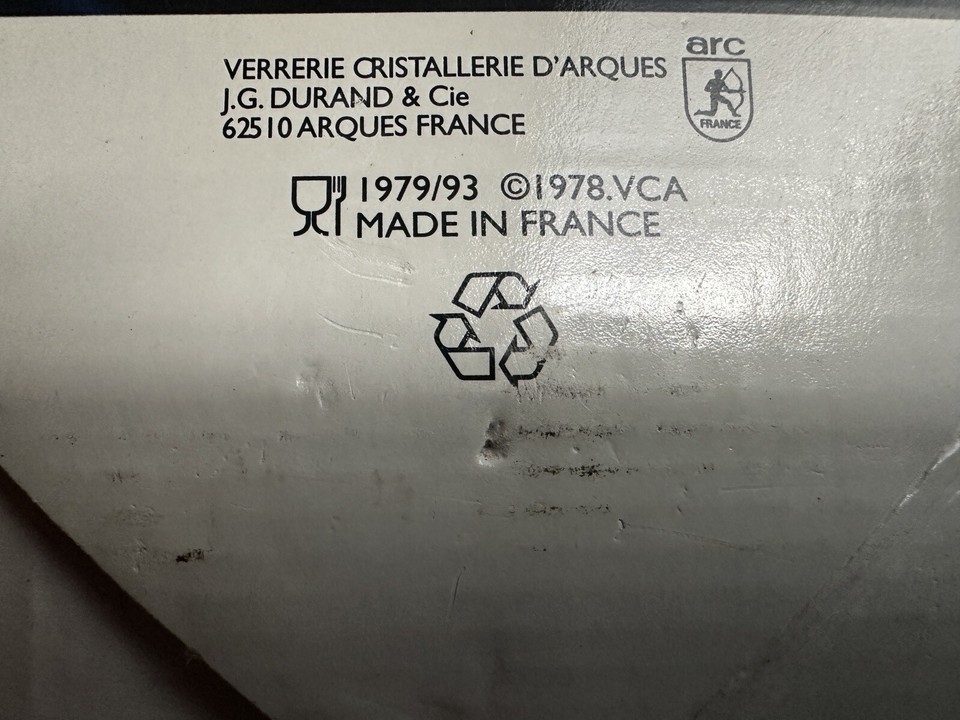 arc
FRANCE
VERRERIE CRISTALLERIE D'ARQUES
J.G. DURAND & Cie
62510 ARQUES FRANCE
1979/93 ©1978.VCA
MADE IN FRANCE